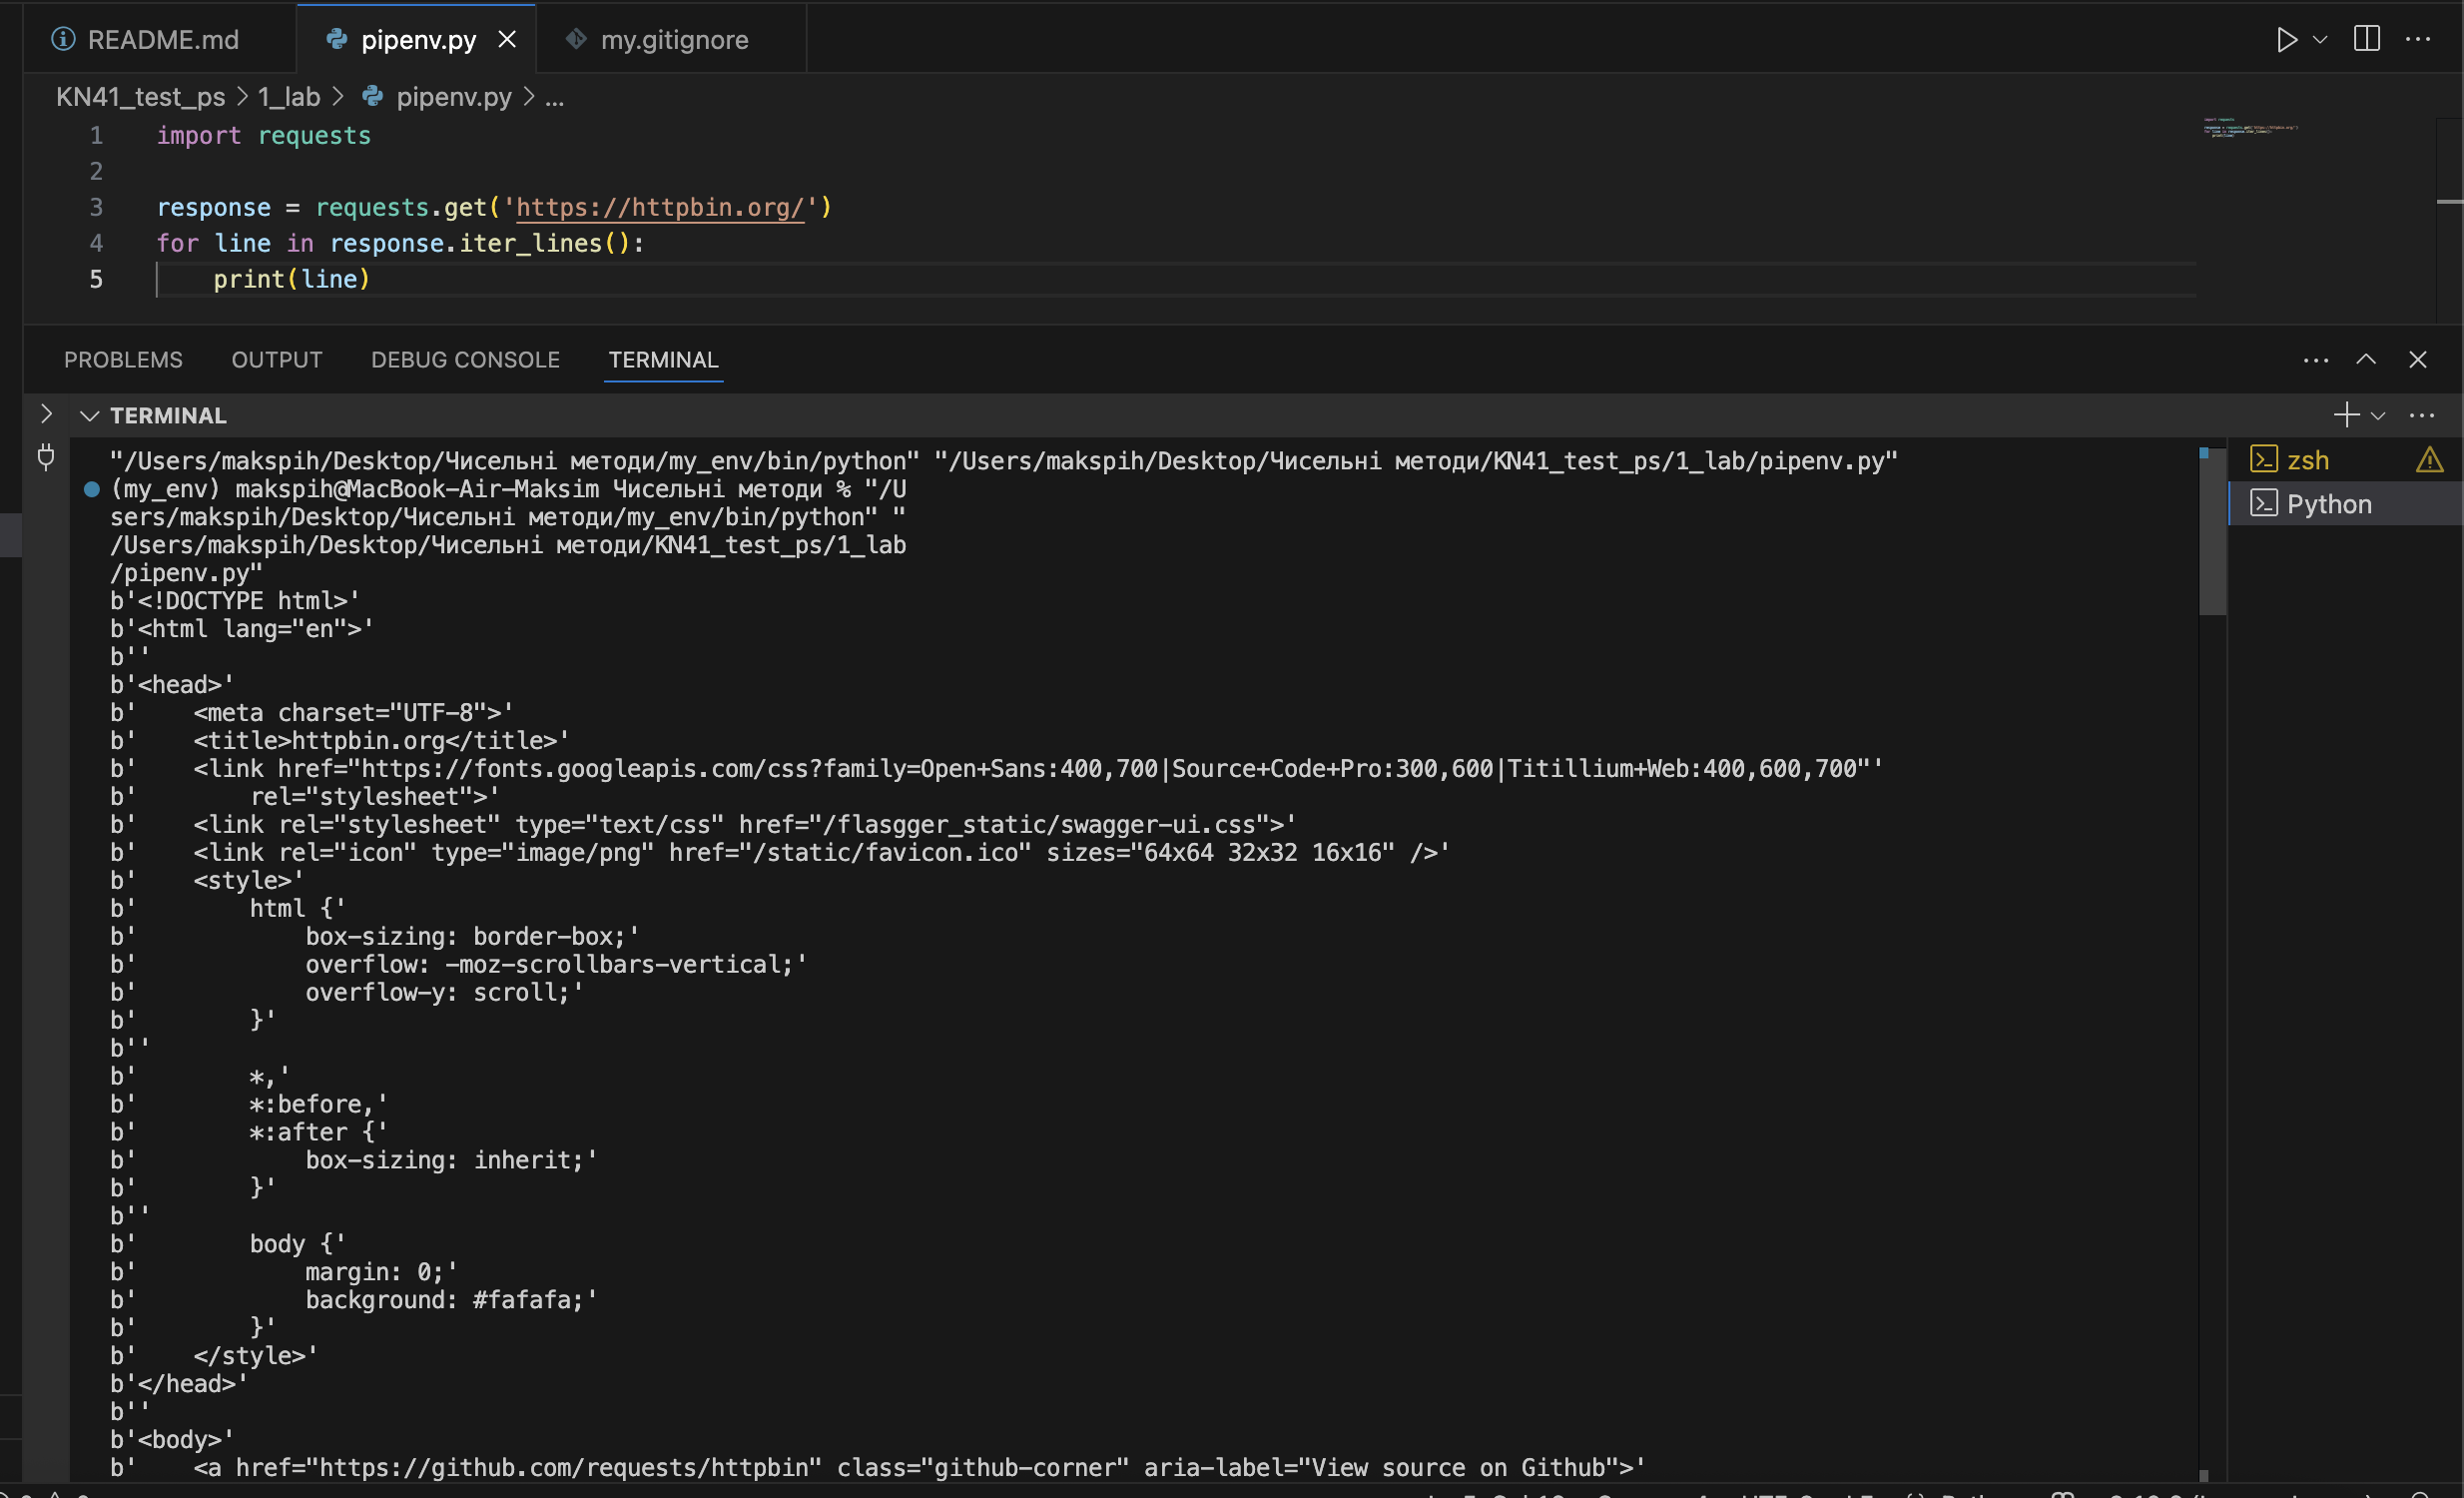 README.md
pipenv.py
my.gitignore
KN41_test_ps > 1_lab > pipenv.py > ...
1 import requests
2
3 response = requests.get('https://httpbin.org/')
4 for line in response.iter_lines():
5     print(line)
PROBLEMS OUTPUT DEBUG CONSOLE TERMINAL
TERMINAL
"/Users/makspih/Desktop/Чисельні методи/my_env/bin/python" "/Users/makspih/Desktop/Чисельні методи/KN41_test_ps/1_lab/pipenv.py"
(my_env) makspih@MacBook-Air-Maksim Чисельні методи % "/U
sers/makspih/Desktop/Чисельні методи/my_env/bin/python" "
/Users/makspih/Desktop/Чисельні методи/KN41_test_ps/1_lab
/pipenv.py"
b'<!DOCTYPE html>'
b'<html lang="en">'
b''
b'<head>'
b'    <meta charset="UTF-8">'
b'    <title>httpbin.org</title>'
b'    <link href="https://fonts.googleapis.com/css?family=Open+Sans:400,700|Source+Code+Pro:300,600|Titillium+Web:400,600,700"'
b'        rel="stylesheet">'
b'    <link rel="stylesheet" type="text/css" href="/flasgger_static/swagger-ui.css">'
b'    <link rel="icon" type="image/png" href="/static/favicon.ico" sizes="64x64 32x32 16x16" />'
b'    <style>'
b'        html {'
b'            box-sizing: border-box;'
b'            overflow: -moz-scrollbars-vertical;'
b'            overflow-y: scroll;'
b'        }'
b''
b'        *,'
b'        *:before,'
b'        *:after {'
b'            box-sizing: inherit;'
b'        }'
b''
b'        body {'
b'            margin: 0;'
b'            background: #fafafa;'
b'        }'
b'    </style>'
b'</head>'
b''
b'<body>'
b'    <a href="https://github.com/requests/httpbin" class="github-corner" aria-label="View source on Github">'
zsh
Python